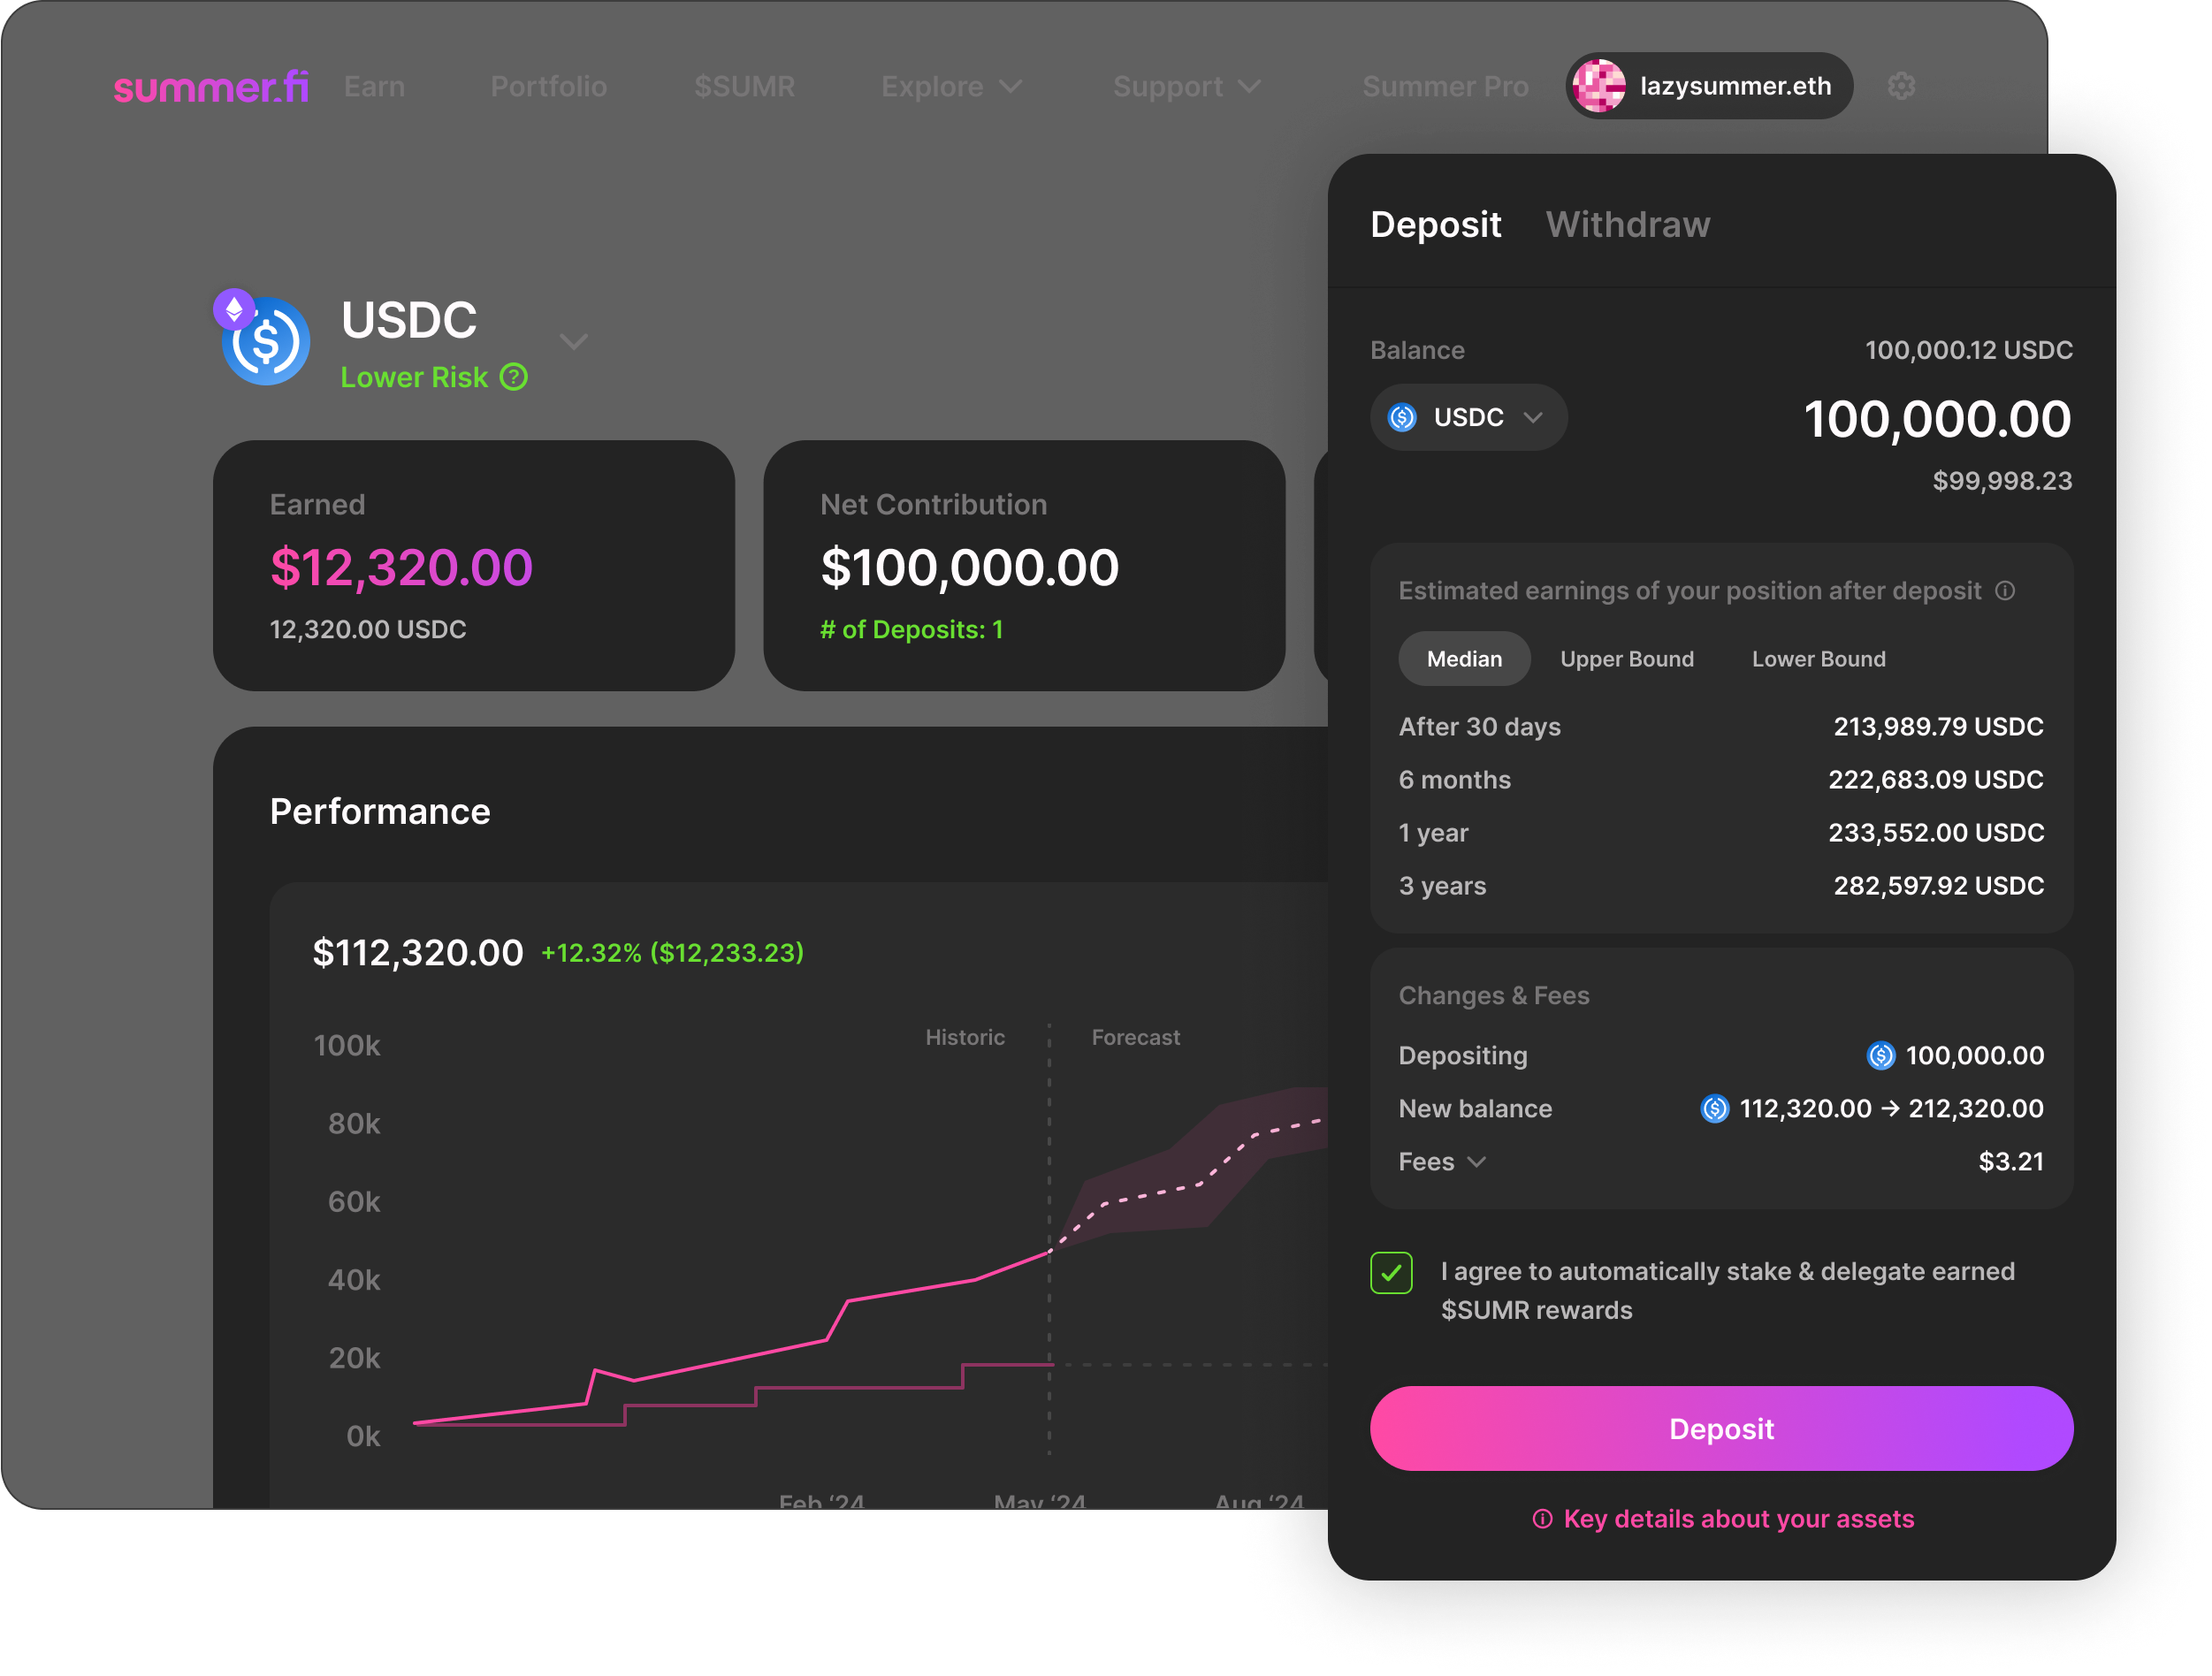 summer.fi Earn Portfolio $SUMR Explore Support Summer Pro lazysummer.eth
USDC
Lower Risk ?
Earned
$12,320.00
12,320.00 USDC
Net Contribution
$100,000.00
# of Deposits: 1
Performance
$112,320.00 +12.32% ($12,233.23)
Historic Forecast
100k
80k
60k
40k
20k
0k
Feb ‘24 May ‘24 Aug ‘24
Deposit Withdraw
Balance 100,000.12 USDC
USDC 100,000.00
$99,998.23
Estimated earnings of your position after deposit
Median Upper Bound Lower Bound
After 30 days 213,989.79 USDC
6 months 222,683.09 USDC
1 year 233,552.00 USDC
3 years 282,597.92 USDC
Changes & Fees
Depositing 100,000.00
New balance 112,320.00 → 212,320.00
Fees $3.21
I agree to automatically stake & delegate earned
$SUMR rewards
Deposit
Key details about your assets